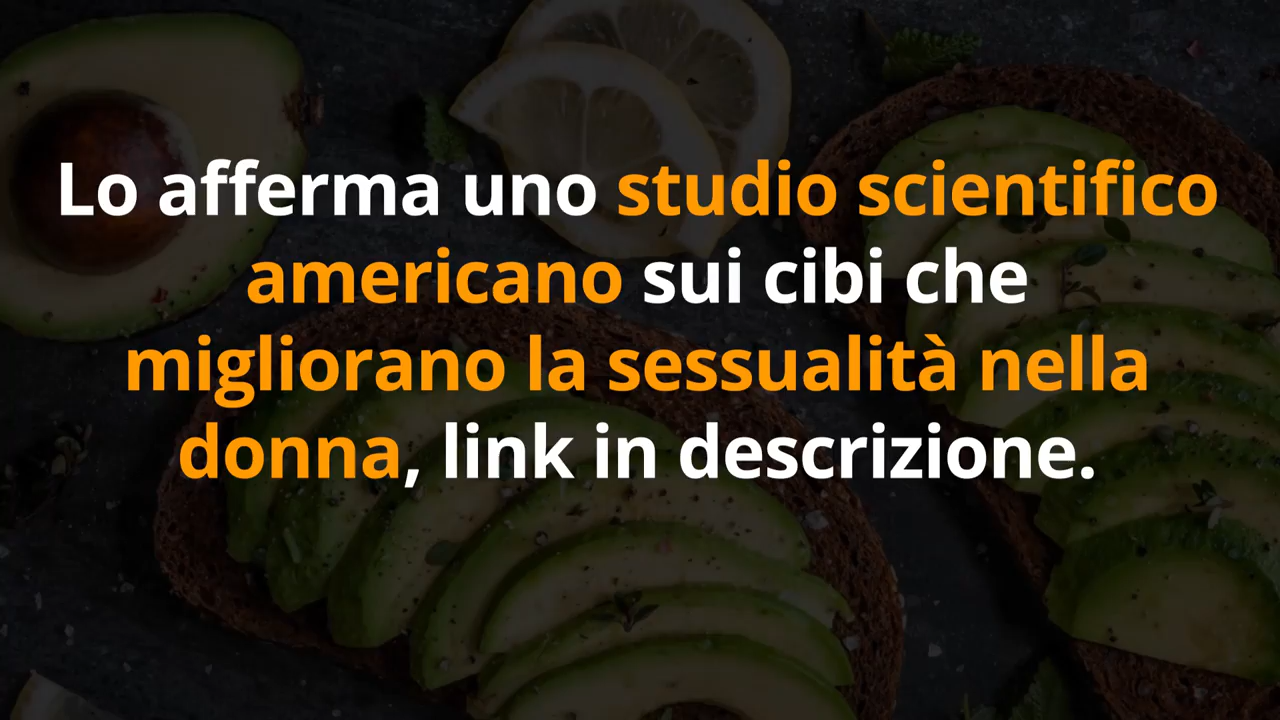 Lo afferma uno studio scientifico
americano sui cibi che
migliorano la sessualità nella
donna, link in descrizione.